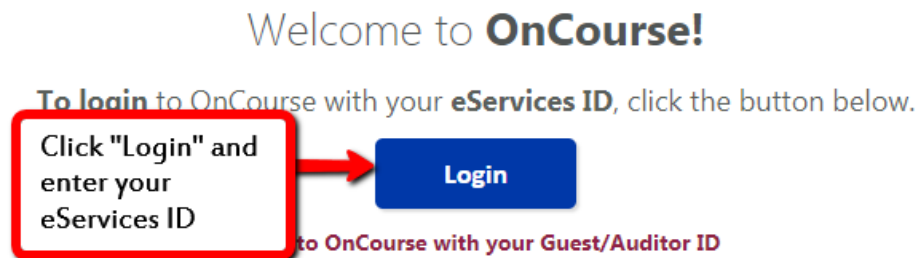 Welcome to OnCourse!
To login to OnCourse with your eServices ID, click the button below.
Click "Login" and
enter your
eServices ID
Login
to OnCourse with your Guest/Auditor ID